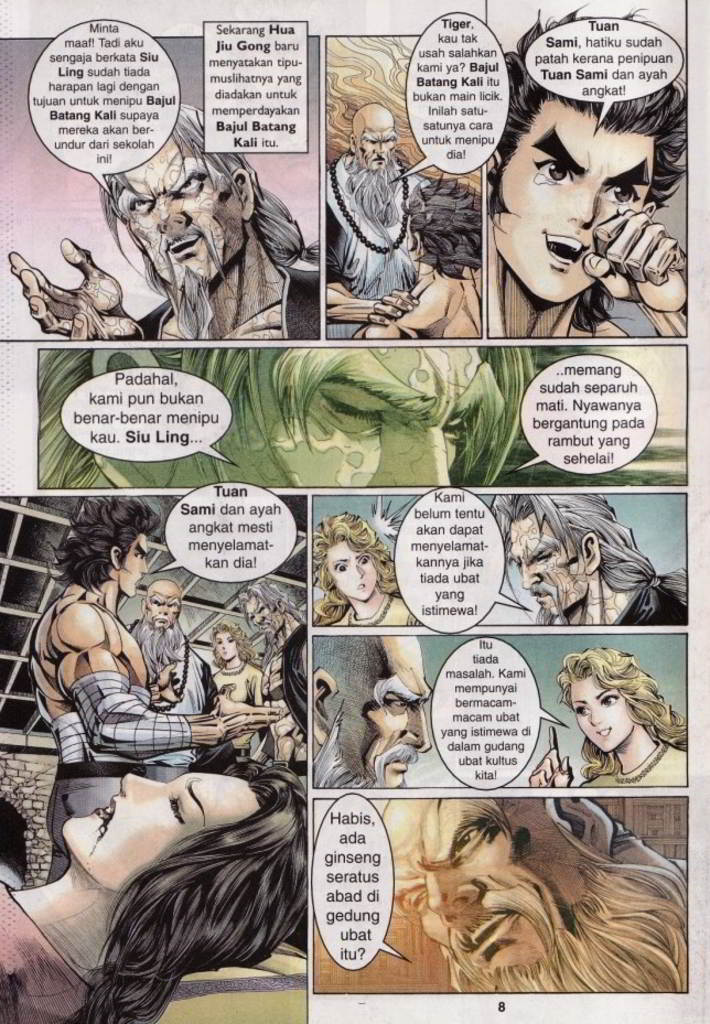 Minta
maaf! Tadi aku
sengaja berkata Siu
Ling sudah tiada
harapan lagi dengan
tujuan untuk menipu Bajul
Batang Kali supaya
mereka akan ber-
undur dari sekolah
ini!
Sekarang Hua
Jiu Gong baru
menyatakan tipu-
muslihatnya yang
diadakan untuk
memperdayakan
Bajul Batang
Kali itu.
Tiger,
kau tak
usah salahkan
kami ya? Bajul
Batang Kali itu
bukan main licik.
Inilah satu-
satunya cara
untuk menipu
dia!
Tuan
Sami, hatiku sudah
patah kerana penipuan
Tuan Sami dan ayah
angkat!
Padahal,
kami pun bukan
benar-benar menipu
kau. Siu Ling...
..memang
sudah separuh
mati. Nyawanya
bergantung pada
rambut yang
sehelai!
Tuan
Sami dan ayah
angkat mesti
menyelamat-
kan dia!
Kami
belum tentu
akan dapat
menyelamat-
kannya jika
tiada ubat
yang
istimewa!
Itu
tiada
masalah. Kami
mempunyai
bermacam-
macam ubat
yang istimewa di
dalam gudang
ubat kultus
kita!
Habis,
ada
ginseng
seratus
abad di
gedung
ubat
itu?
8